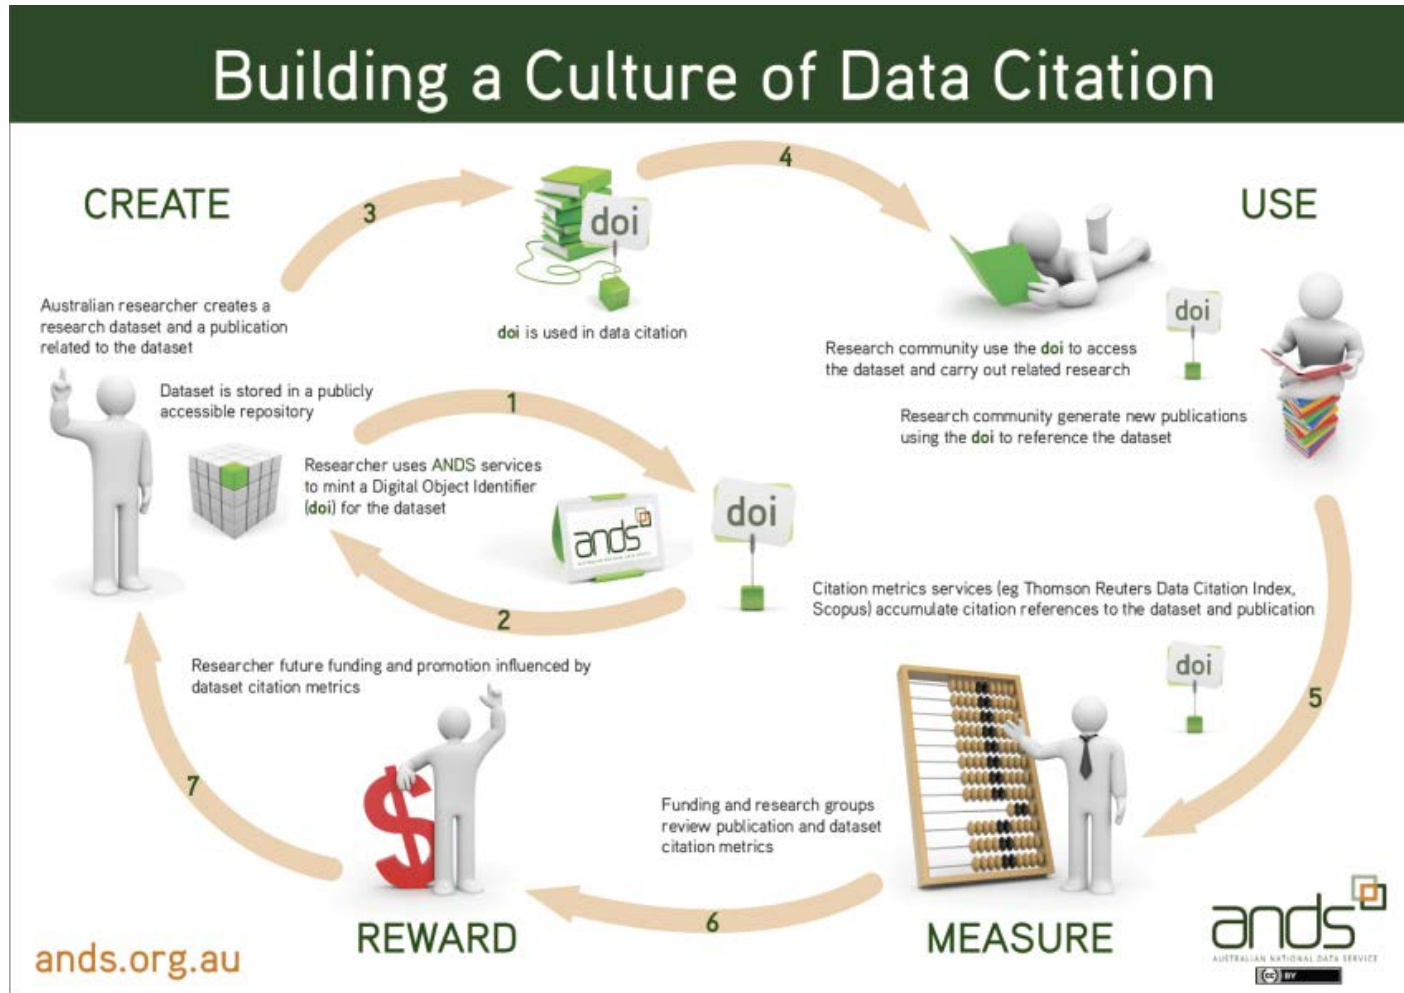 Building a Culture of Data Citation
CREATE
3
4
USE
doi
doi is used in data citation
Australian researcher creates a
research dataset and a publication
related to the dataset
Dataset is stored in a publicly
accessible repository
1
Researcher uses ANDS services
to mint a Digital Object Identifier
(doi) for the dataset
ands
doi
2
doi
Research community use the doi to access
the dataset and carry out related research
Research community generate new publications
using the doi to reference the dataset
Citation metrics services (eg Thomson Reuters Data Citation Index,
Scopus) accumulate citation references to the dataset and publication
doi
5
Researcher future funding and promotion influenced by
dataset citation metrics
7
$
Funding and research groups
review publication and dataset
citation metrics
6
REWARD
MEASURE
ands.org.au
ands
AUSTRALIAN NATIONAL DATA SERVICE
cc BY